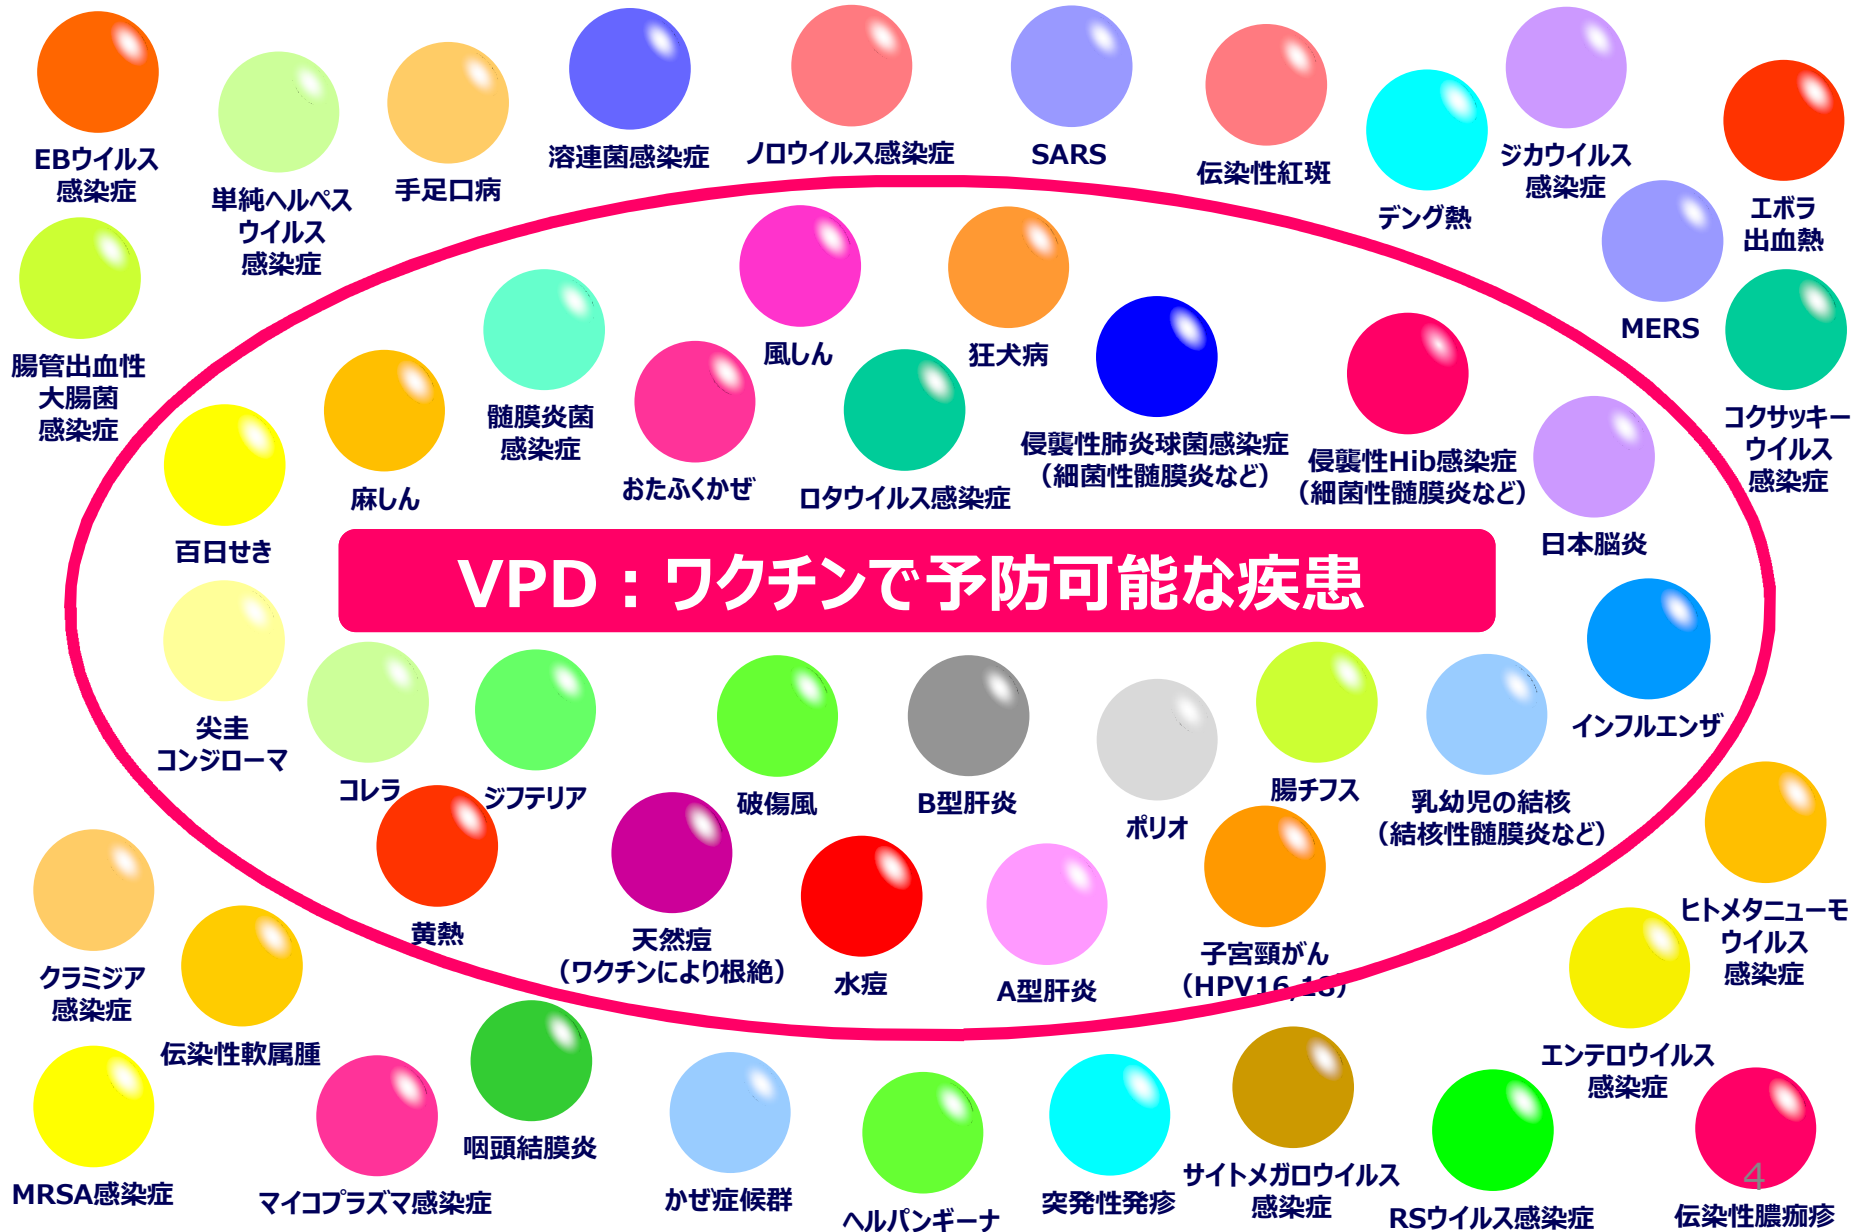 EBウイルス
感染症
単純ヘルペス
ウイルス
感染症
手足口病
溶連菌感染症
ノロウイルス感染症
SARS
伝染性紅斑
デング熱
ジカウイルス
感染症
エボラ
出血熱
MERS
腸管出血性
大腸菌
感染症
コクサッキー
ウイルス
感染症
風しん
狂犬病
髄膜炎菌
感染症
おたふくかぜ
ロタウイルス感染症
侵襲性肺炎球菌感染症
（細菌性髄膜炎など）
侵襲性Hib感染症
（細菌性髄膜炎など）
麻しん
百日せき
日本脳炎
VPD：ワクチンで予防可能な疾患
尖圭
コンジローマ
コレラ
ジフテリア
破傷風
B型肝炎
ポリオ
腸チフス
乳幼児の結核
（結核性髄膜炎など）
インフルエンザ
黄熱
天然痘
（ワクチンにより根絶）
水痘
A型肝炎
子宮頸がん
（HPV16,18）
ヒトメタニューモ
ウイルス
感染症
クラミジア
感染症
伝染性軟属腫
エンテロウイルス
感染症
MRSA感染症
マイコプラズマ感染症
咽頭結膜炎
かぜ症候群
ヘルパンギーナ
突発性発疹
サイトメガロウイルス
感染症
RSウイルス感染症
伝染性膿痂疹
4